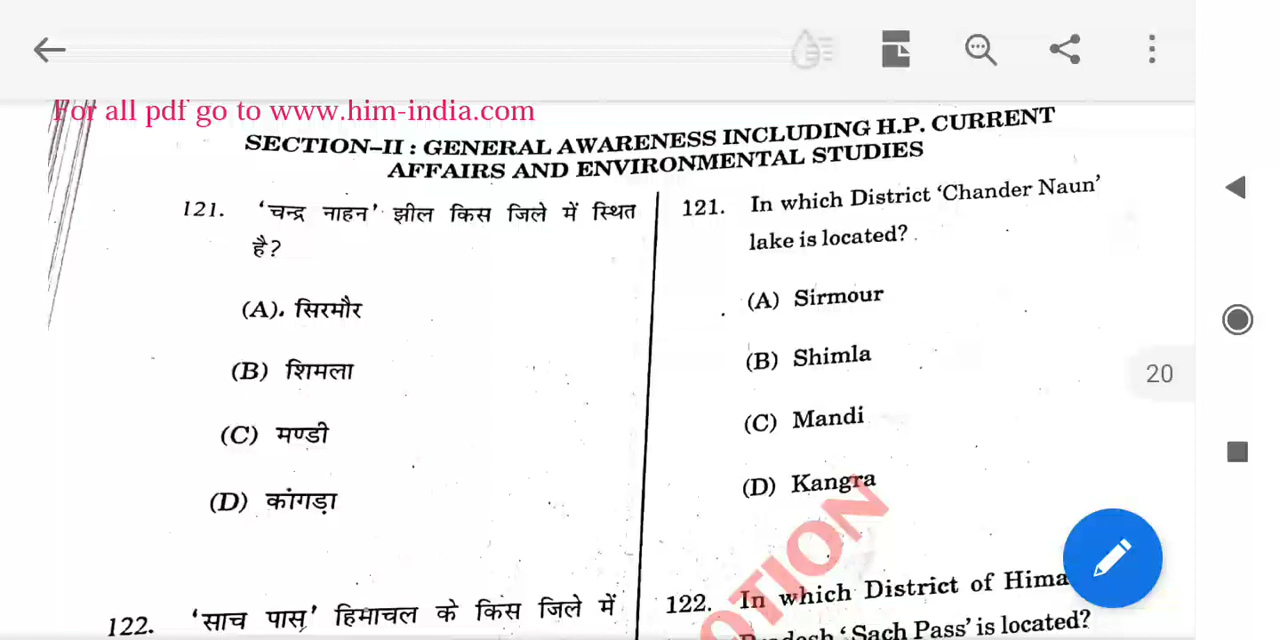 For all pdf go to www.him-india.com
SECTION–II : GENERAL AWARENESS INCLUDING H.P. CURRENT
AFFAIRS AND ENVIRONMENTAL STUDIES
121. 'चन्द्र नाहन' झील किस जिले में स्थित
है?
(A). सिरमौर
(B) शिमला
(C) मण्डी
(D) कांगड़ा
122. 'साच पास' हिमाचल के किस जिले में
121. In which District 'Chander Naun'
lake is located?
(A) Sirmour
(B) Shimla
(C) Mandi
(D) Kangra
122. In which District of Hima
'Sach Pass' is located?
20
OTION